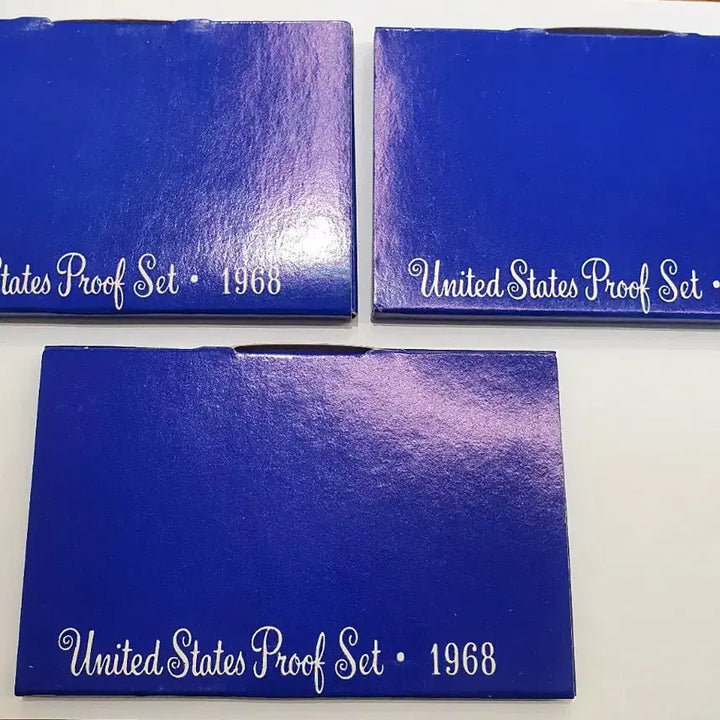 States Proof Set • 1968
United States Proof Set •
United States Proof Set • 1968